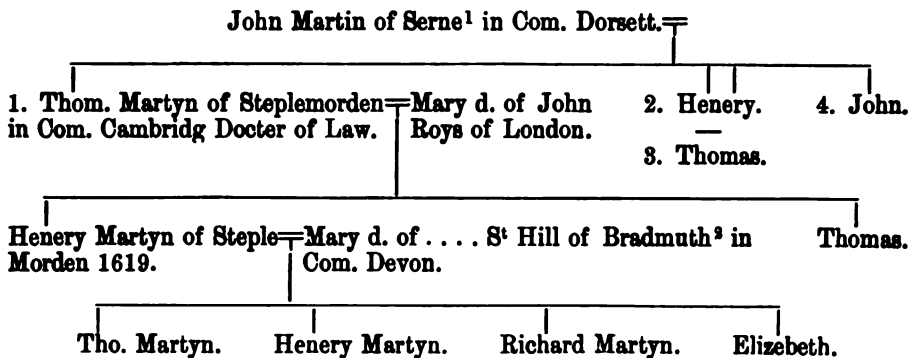 John Martin of Serne¹ in Com. Dorsett.
1. Thom. Martyn of Steplemorden
in Com. Cambridg Docter of Law.
Mary d. of John
Roys of London.
2. Henery.
3. Thomas.
4. John.
Henery Martyn of Steple
Morden 1619.
Mary d. of . . . . Sᵗ Hill of Bradmuth² in
Com. Devon.
Thomas.
Tho. Martyn. Henery Martyn. Richard Martyn. Elizebeth.